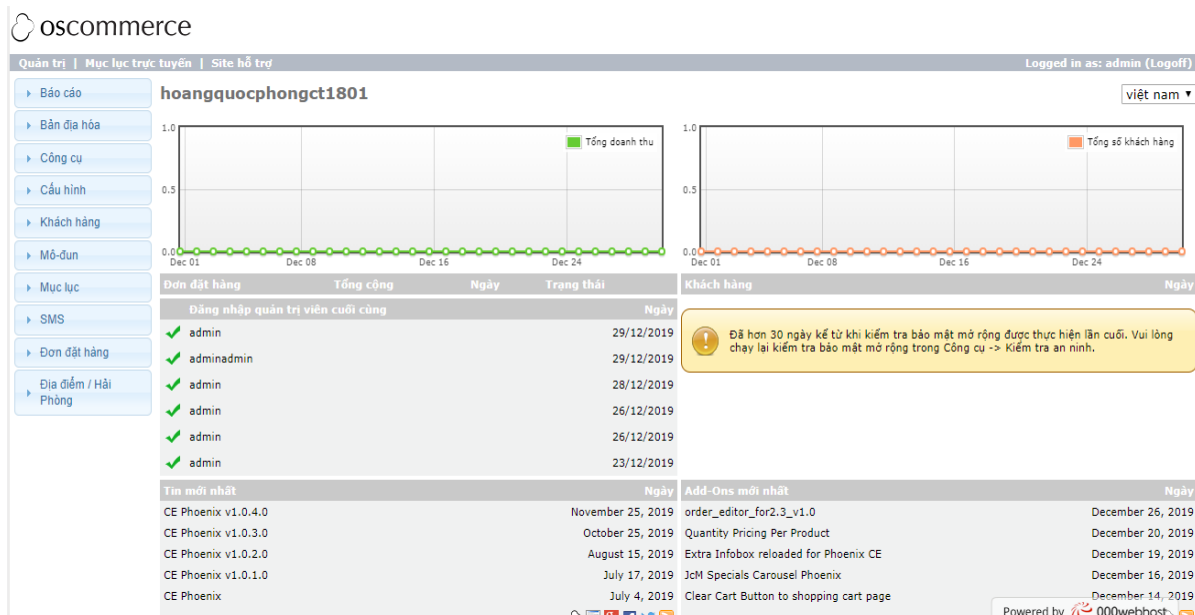 oscommerce
Quản trị | Mục lục trực tuyến | Site hỗ trợ
Logged in as: admin (Logoff)
Báo cáo
Bản địa hóa
Công cụ
Cấu hình
Khách hàng
Mô-đun
Mục lục
SMS
Đơn đặt hàng
Địa điểm / Hải
Phòng
hoangquocphongct1801
việt nam
1.0
0.5
0.0
Tổng doanh thu
Dec 01 Dec 08 Dec 16 Dec 24
1.0
0.5
0.0
Tổng số khách hàng
Dec 01 Dec 08 Dec 16 Dec 24
Đơn đặt hàng Tổng cộng Ngày Trạng thái
Khách hàng Ngày
Đăng nhập quản trị viên cuối cùng Ngày
admin 29/12/2019
adminadmin 29/12/2019
admin 28/12/2019
admin 26/12/2019
admin 26/12/2019
admin 23/12/2019
Đã hơn 30 ngày kể từ khi kiểm tra bảo mật mở rộng được thực hiện lần cuối. Vui lòng
chạy lại kiểm tra bảo mật mở rộng trong Công cụ -> Kiểm tra an ninh.
Tin mới nhất Ngày
CE Phoenix v1.0.4.0 November 25, 2019
CE Phoenix v1.0.3.0 October 25, 2019
CE Phoenix v1.0.2.0 August 15, 2019
CE Phoenix v1.0.1.0 July 17, 2019
CE Phoenix July 4, 2019
Add-Ons mới nhất Ngày
order_editor_for2.3_v1.0 December 26, 2019
Quantity Pricing Per Product December 20, 2019
Extra Infobox reloaded for Phoenix CE December 19, 2019
JcM Specials Carousel Phoenix December 16, 2019
Clear Cart Button to shopping cart page December 14, 2019
Powered by 000webhost